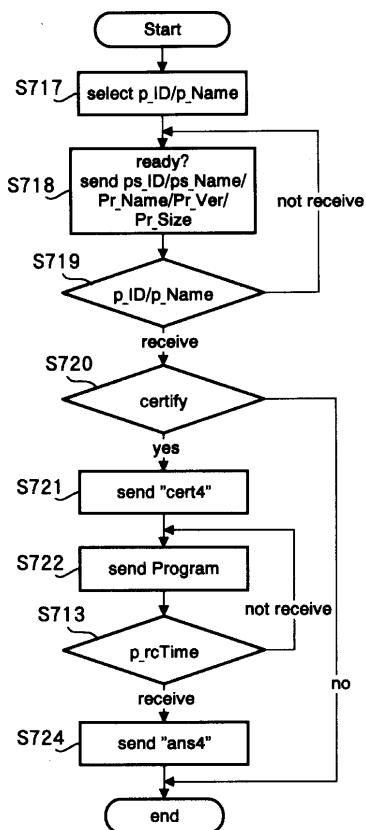 Start
S717
select p_ID/p_Name
S718
ready?
send ps_ID/ps_Name/
Pr_Name/Pr_Ver/
Pr_Size
not receive
S719
p_ID/p_Name
receive
S720
certify
yes
S721
send "cert4"
S722
send Program
not receive
S713
p_rcTime
no
receive
S724
send "ans4"
end